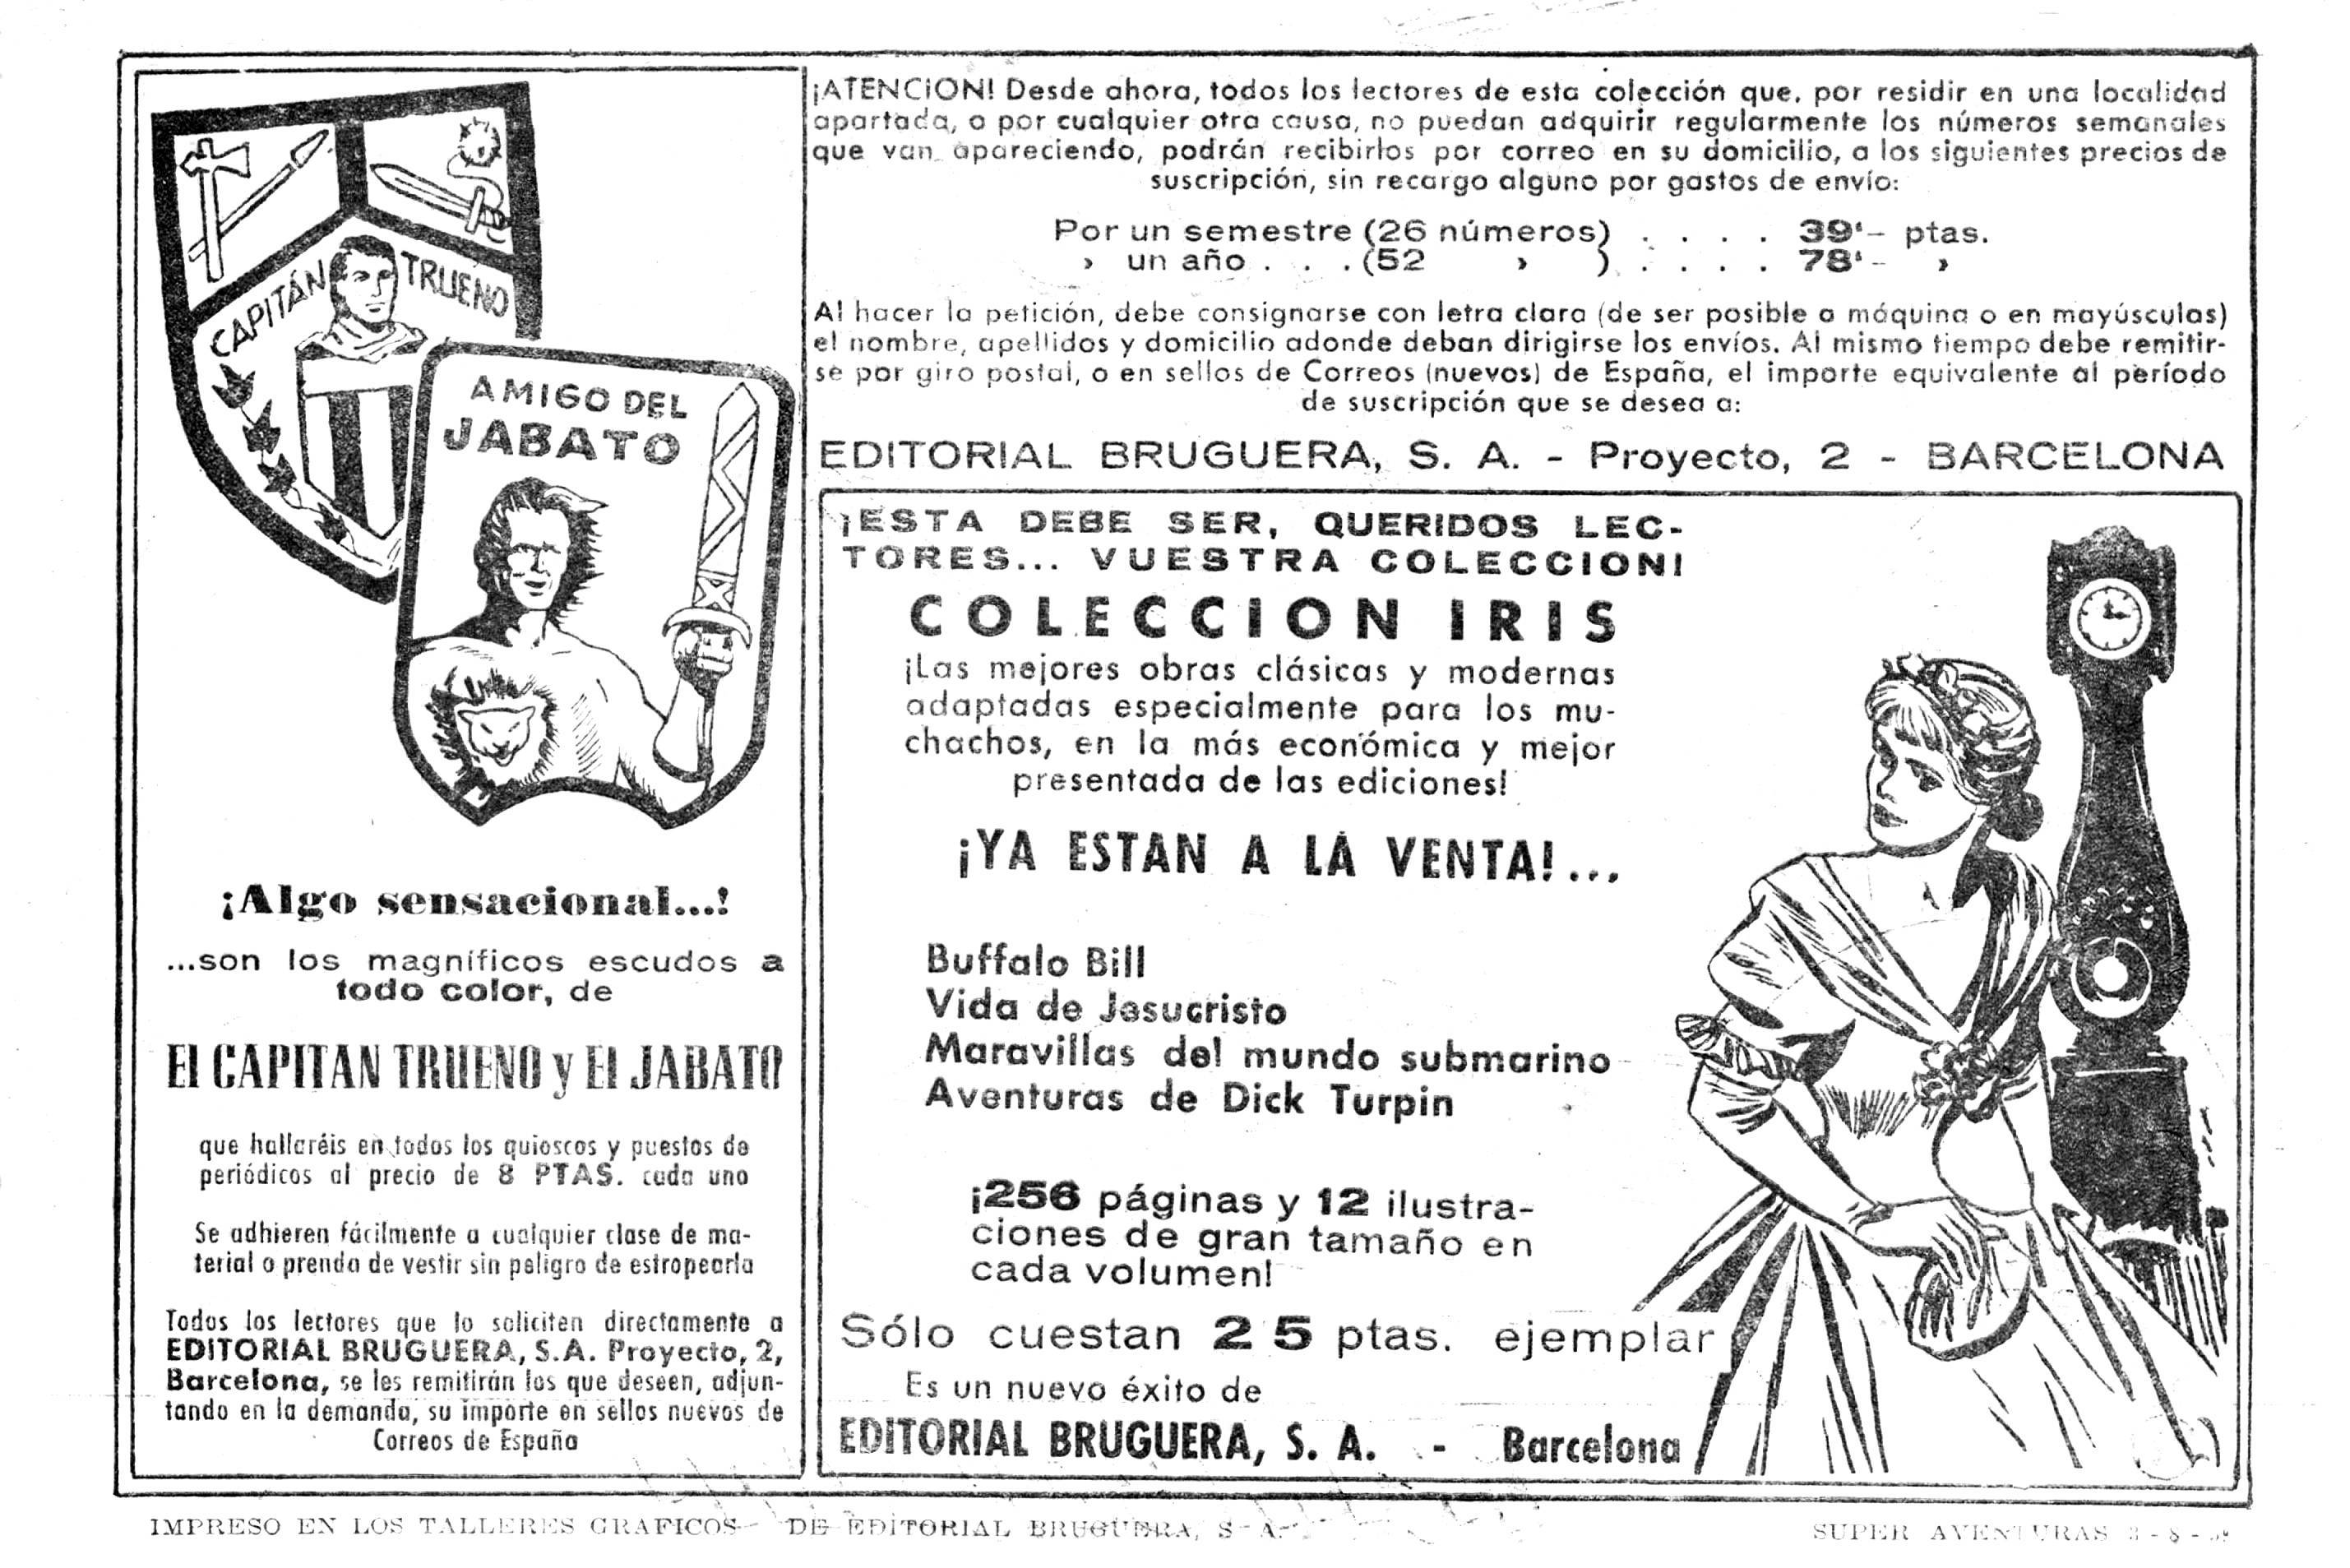 CAPITÁN TRUENO
AMIGO DEL
JABATO
¡Algo sensacional...!
...son los magníficos escudos a
todo color, de
El CAPITAN TRUENO y El JABATO
que hallaréis en todos los quioscos y puestos de
periódicos al precio de 8 PTAS. cada uno
Se adhieren fácilmente a cualquier clase de ma-
terial o prenda de vestir sin peligro de estropearla
Todos los lectores que lo soliciten directamente a
EDITORIAL BRUGUERA, S.A. Proyecto, 2,
Barcelona, se les remitirán los que deseen, adjun-
tando en la demanda, su importe en sellos nuevos de
Correos de España
¡ATENCION! Desde ahora, todos los lectores de esta colección que, por residir en una localidad
apartada, o por cualquier otra causa, no puedan adquirir regularmente los números semanales
que van apareciendo, podrán recibirlos por correo en su domicilio, a los siguientes precios de
suscripción, sin recargo alguno por gastos de envío:
Por un semestre (26 números) . . . . 39'- ptas.
› un año . . . (52 › ) . . . . 78'- ›
Al hacer la petición, debe consignarse con letra clara (de ser posible a máquina o en mayúsculas)
el nombre, apellidos y domicilio adonde deban dirigirse los envíos. Al mismo tiempo debe remitir-
se por giro postal, o en sellos de Correos (nuevos) de España, el importe equivalente al período
de suscripción que se desea a:
EDITORIAL BRUGUERA, S. A. - Proyecto, 2 - BARCELONA
¡ESTA DEBE SER, QUERIDOS LEC-
TORES... VUESTRA COLECCION!
COLECCION IRIS
¡Las mejores obras clásicas y modernas
adaptadas especialmente para los mu-
chachos, en la más económica y mejor
presentada de las ediciones!
¡YA ESTAN A LA VENTA!...
Buffalo Bill
Vida de Jesucristo
Maravillas del mundo submarino
Aventuras de Dick Turpin
¡256 páginas y 12 ilustra-
ciones de gran tamaño en
cada volumen!
Sólo cuestan 25 ptas. ejemplar
Es un nuevo éxito de
EDITORIAL BRUGUERA, S. A. - Barcelona
IMPRESO EN LOS TALLERES GRAFICOS DE EDITORIAL BRUGUERA, S. A.
SUPER AVENTURAS